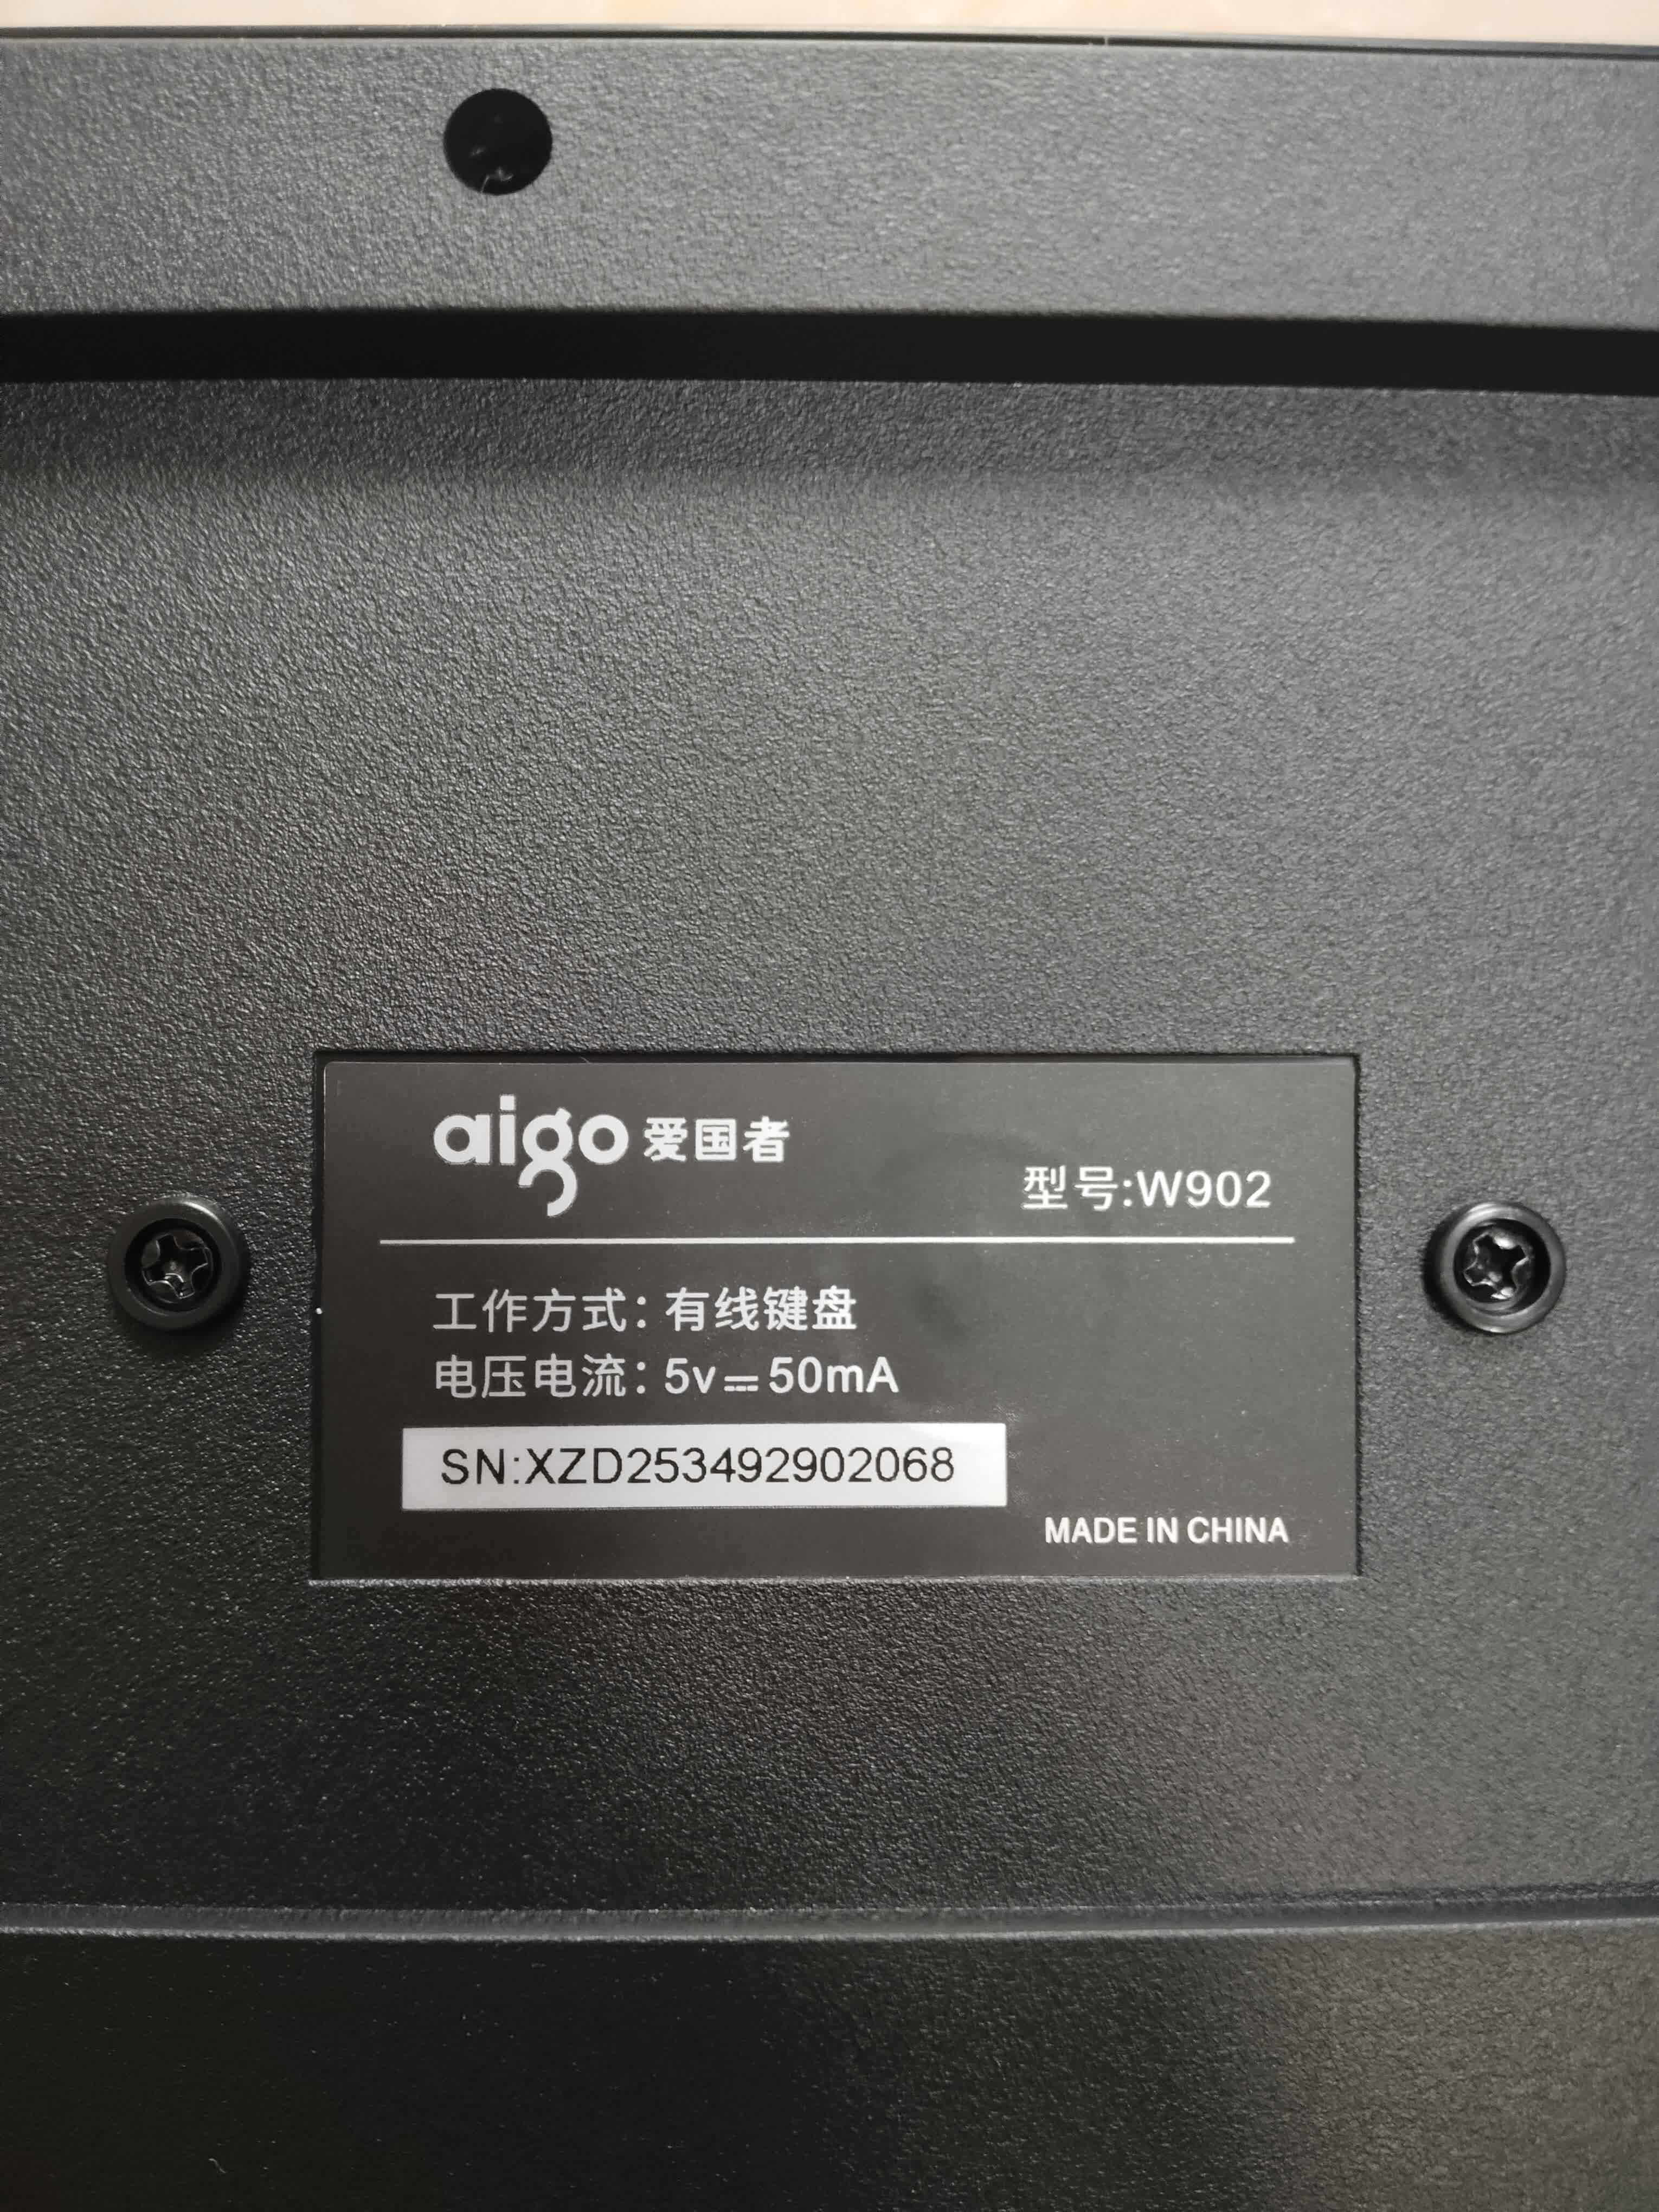 aigo 爱国者
型号:W902
工作方式：有线键盘
电压电流：5v⎓50mA
SN:XZD253492902068
MADE IN CHINA